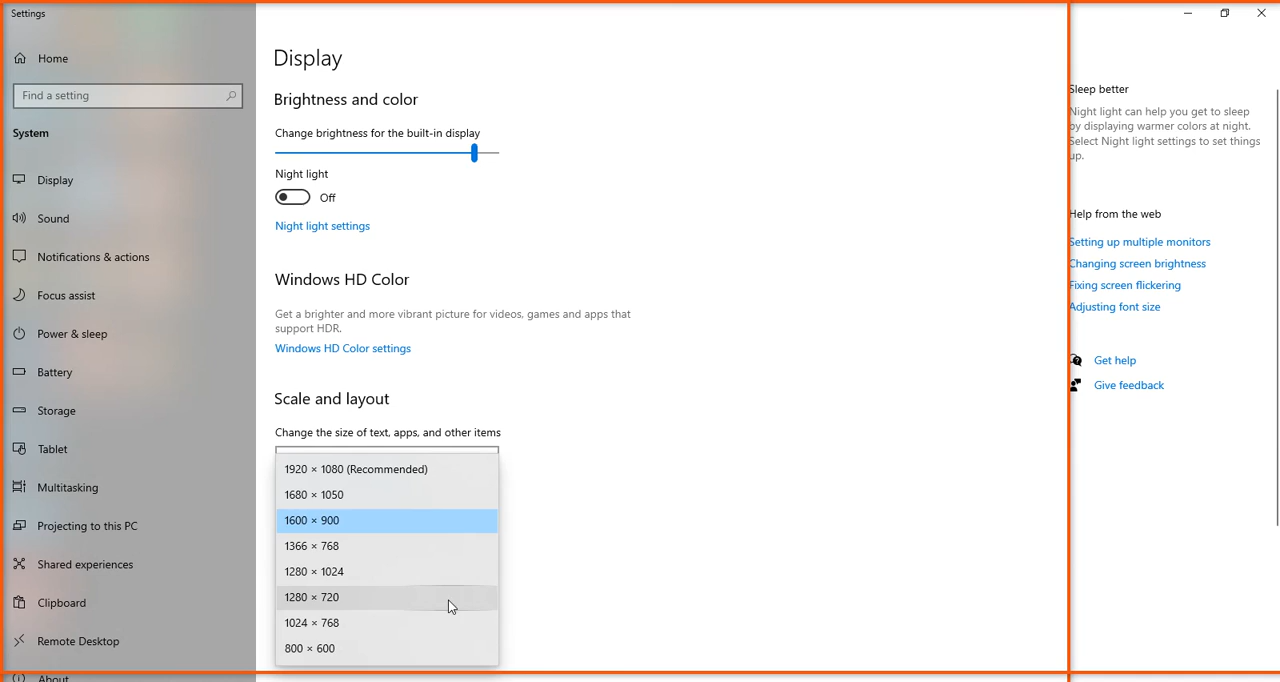 Settings
Home
Find a setting
System
Display
Sound
Notifications & actions
Focus assist
Power & sleep
Battery
Storage
Tablet
Multitasking
Projecting to this PC
Shared experiences
Clipboard
Remote Desktop
About
Display
Brightness and color
Change brightness for the built-in display
Night light
Off
Night light settings
Windows HD Color
Get a brighter and more vibrant picture for videos, games and apps that
support HDR.
Windows HD Color settings
Scale and layout
Change the size of text, apps, and other items
1920 × 1080 (Recommended)
1680 × 1050
1600 × 900
1366 × 768
1280 × 1024
1280 × 720
1024 × 768
800 × 600
Sleep better
Night light can help you get to sleep
by displaying warmer colors at night.
Select Night light settings to set things
up.
Help from the web
Setting up multiple monitors
Changing screen brightness
Fixing screen flickering
Adjusting font size
Get help
Give feedback